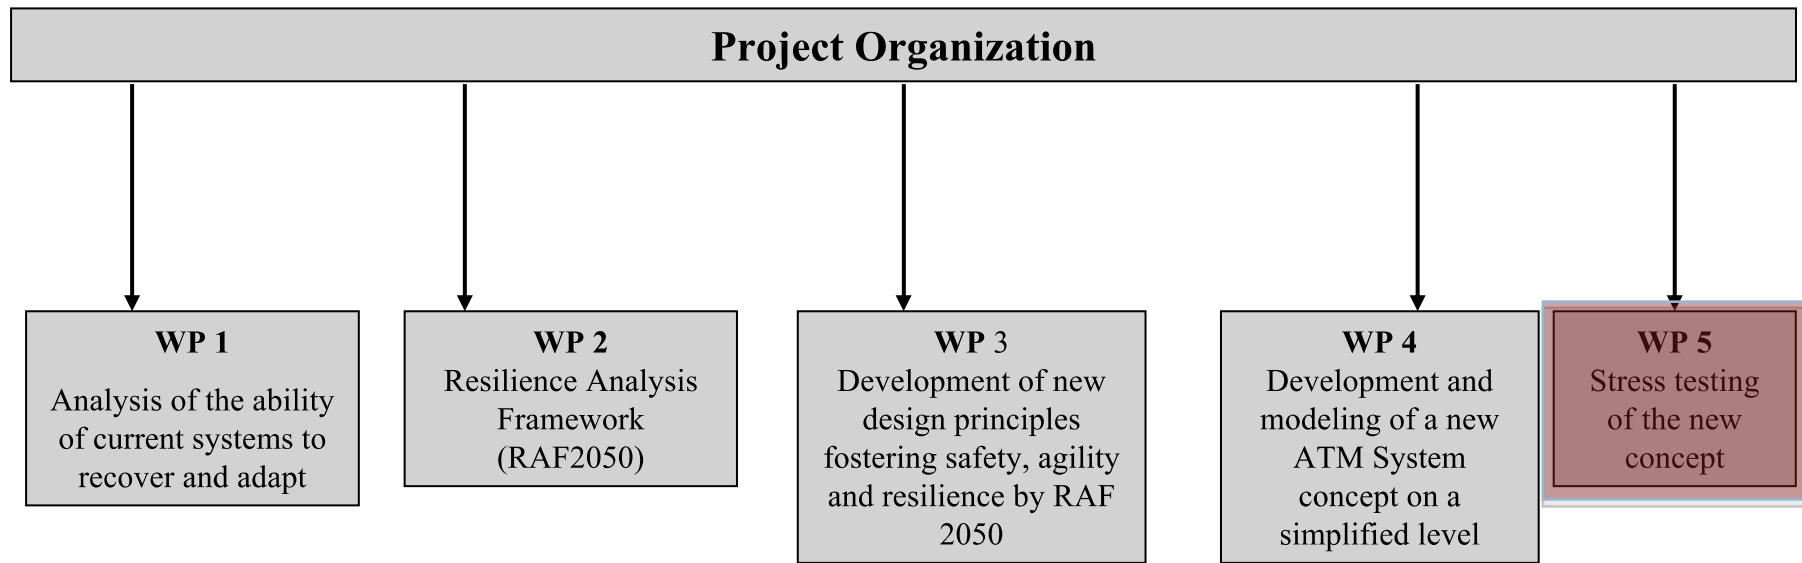 Project Organization
WP 1
Analysis of the ability
of current systems to
recover and adapt
WP 2
Resilience Analysis
Framework
(RAF2050)
WP 3
Development of new
design principles
fostering safety, agility
and resilience by RAF
2050
WP 4
Development and
modeling of a new
ATM System
concept on a
simplified level
WP 5
Stress testing
of the new
concept